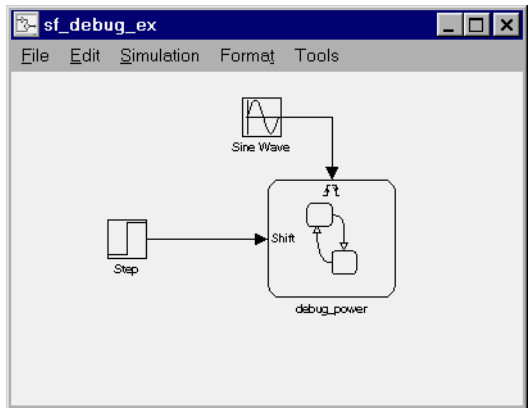 sf_debug_ex
File Edit Simulation Format Tools
Sine Wave
Shift
Step
debug_power